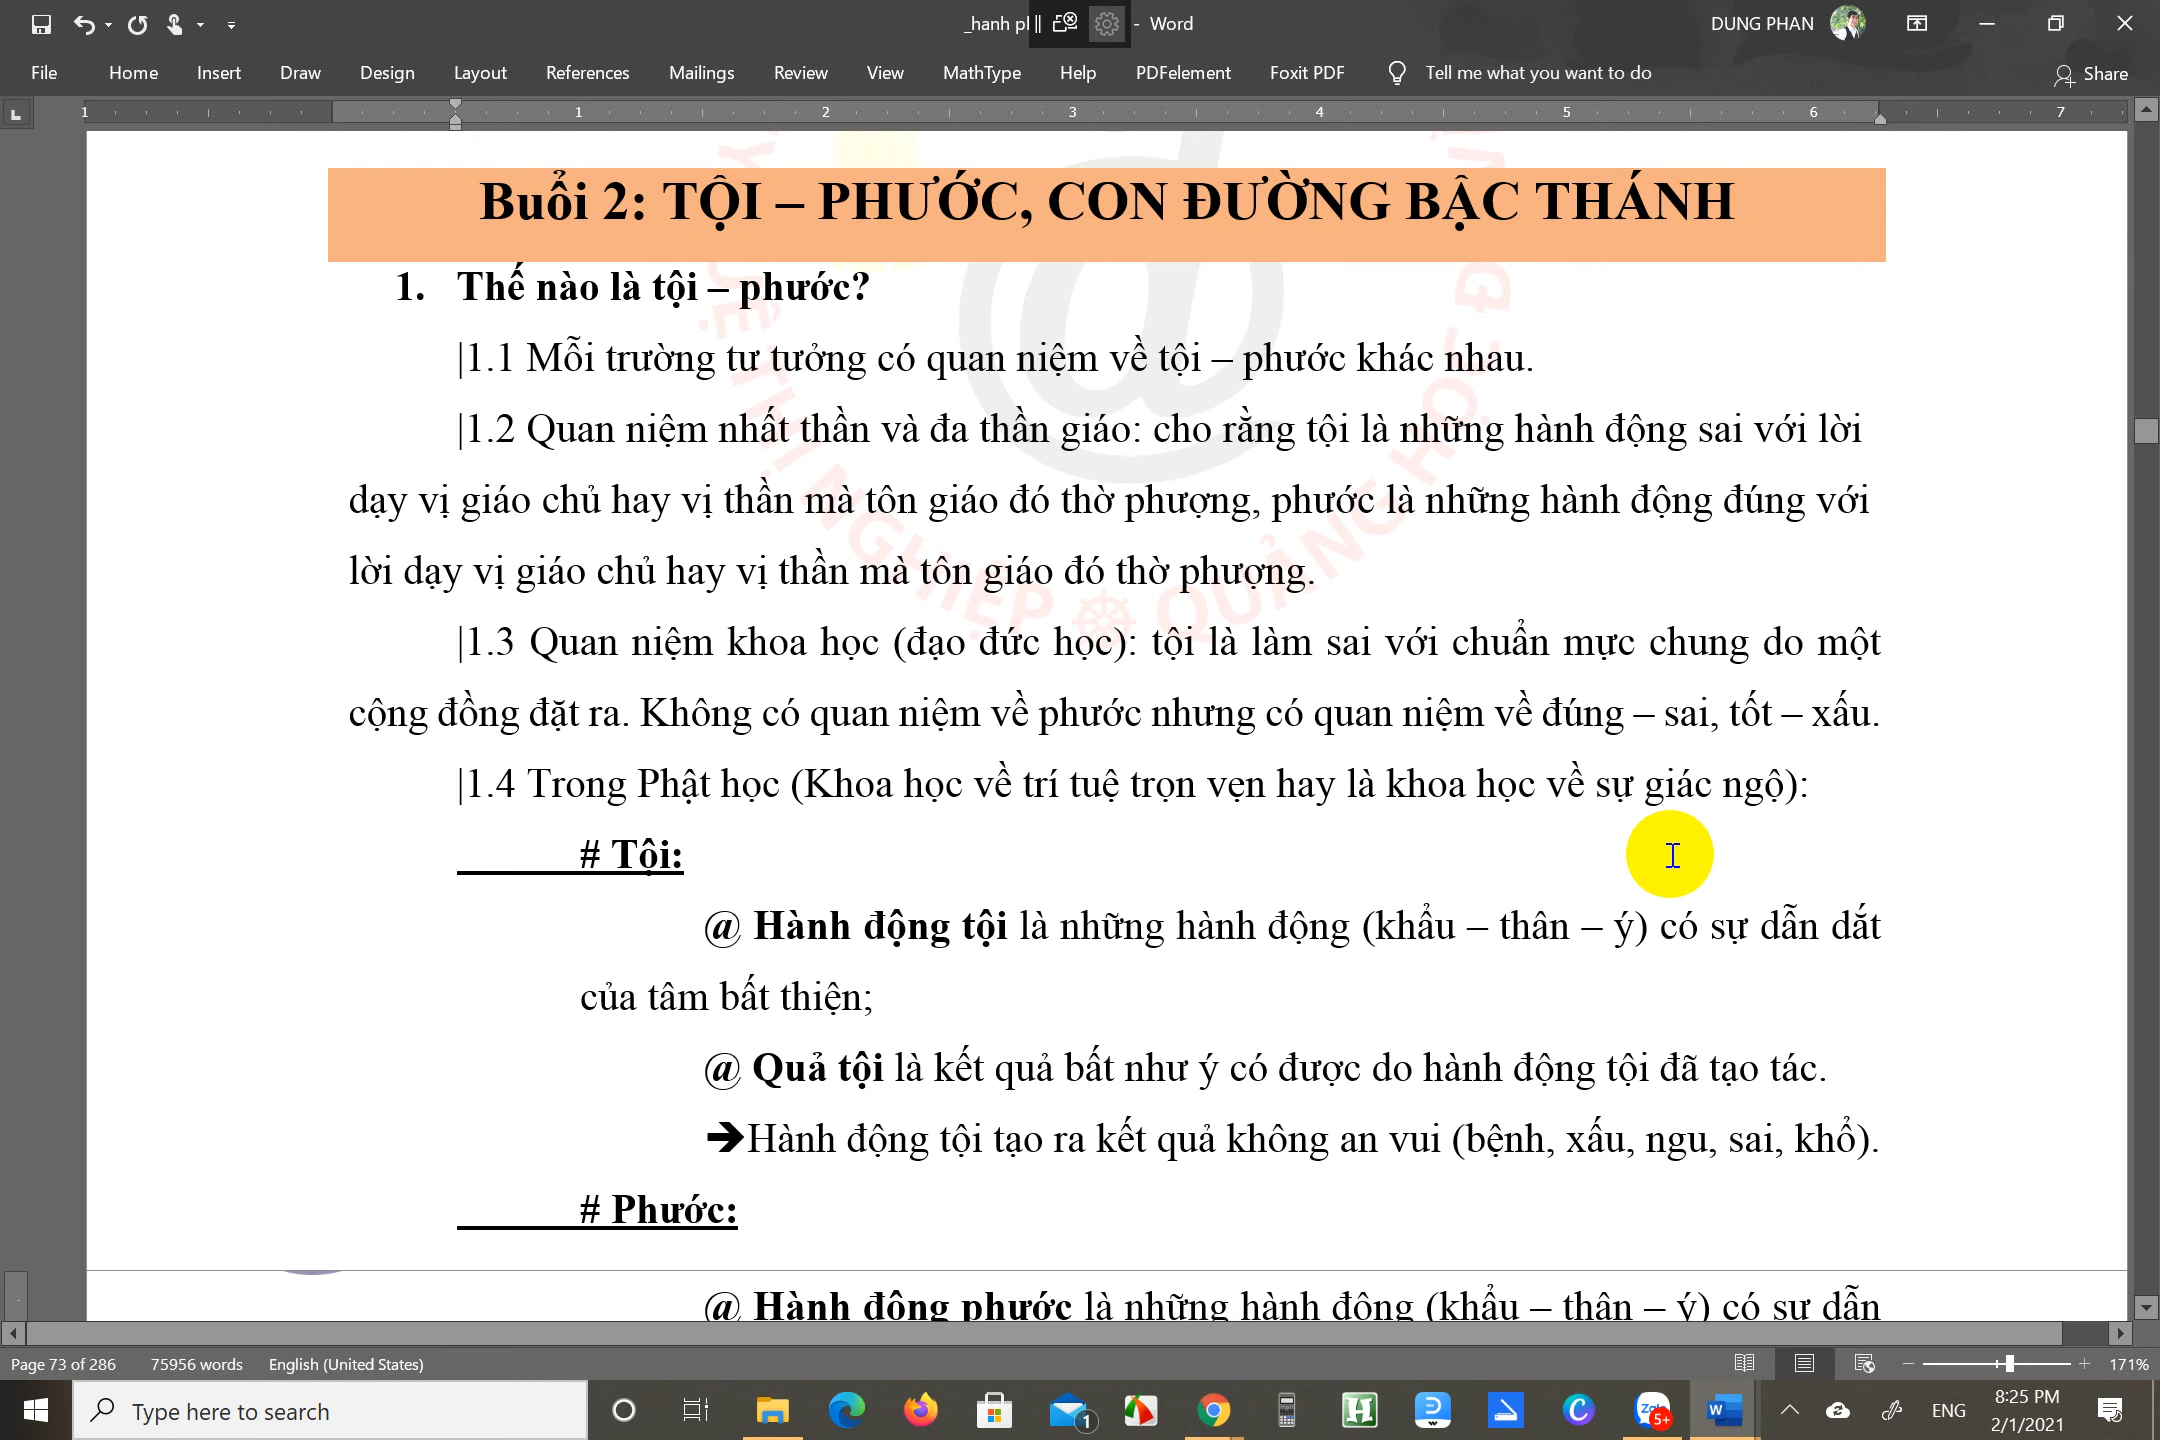 _hanh pl - Word
DUNG PHAN
File Home Insert Draw Design Layout References Mailings Review View MathType Help PDFelement Foxit PDF Tell me what you want to do Share
1 1 2 3 4 5 6 7
Buổi 2: TỘI – PHƯỚC, CON ĐƯỜNG BẬC THÁNH
1. Thế nào là tội – phước?
|1.1 Mỗi trường tư tưởng có quan niệm về tội – phước khác nhau.
|1.2 Quan niệm nhất thần và đa thần giáo: cho rằng tội là những hành động sai với lời
dạy vị giáo chủ hay vị thần mà tôn giáo đó thờ phượng, phước là những hành động đúng với
lời dạy vị giáo chủ hay vị thần mà tôn giáo đó thờ phượng.
|1.3 Quan niệm khoa học (đạo đức học): tội là làm sai với chuẩn mực chung do một
cộng đồng đặt ra. Không có quan niệm về phước nhưng có quan niệm về đúng – sai, tốt – xấu.
|1.4 Trong Phật học (Khoa học về trí tuệ trọn vẹn hay là khoa học về sự giác ngộ):
# Tội:
@ Hành động tội là những hành động (khẩu – thân – ý) có sự dẫn dắt
của tâm bất thiện;
@ Quả tội là kết quả bất như ý có được do hành động tội đã tạo tác.
➔Hành động tội tạo ra kết quả không an vui (bệnh, xấu, ngu, sai, khổ).
# Phước:
@ Hành động phước là những hành động (khẩu – thân – ý) có sự dẫn
Page 73 of 286 75956 words English (United States) 171%
Type here to search
1
Zalo 5+
ENG
8:25 PM
2/1/2021